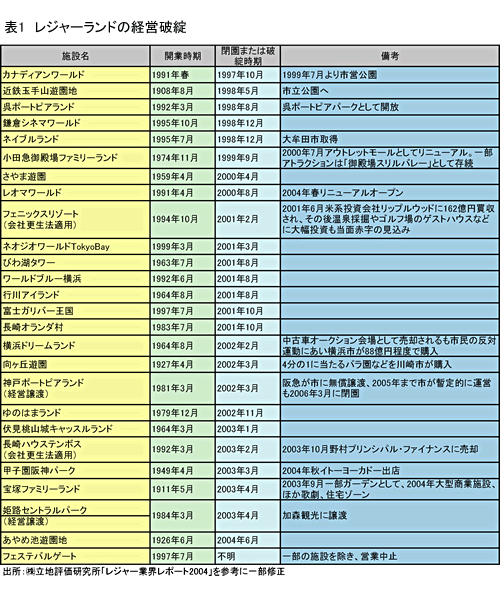 表1 レジャーランドの経営破綻
施設名 開業時期 閉園または破綻時期 備考
カナディアンワールド 1991年春 1997年10月 1999年7月より市営公園
近鉄玉手山遊園地 1908年8月 1998年5月 市立公園へ
呉ポートピアランド 1992年3月 1998年8月 呉ポートピアパークとして開放
鎌倉シネマワールド 1995年10月 1998年12月
ネイブルランド 1995年7月 1998年12月 大牟田市取得
小田急御殿場ファミリーランド 1974年11月 1999年9月 2000年7月アウトレットモールとしてリニューアル。一部
アトラクションは「御殿場スリルバレー」として存続
さやま遊園 1959年4月 2000年4月
レオマワールド 1991年4月 2000年8月 2004年春リニューアルオープン
フェニックスリゾート
(会社更生法適用) 1994年10月 2001年2月 2001年6月米系投資会社リップルウッドに162億円買収
され、その後温泉採掘やゴルフ場のゲストハウスなど
に大幅投資も当面赤字の見込み
ネオジオワールドTokyoBay 1999年3月 2001年3月
びわ湖タワー 1963年7月 2001年8月
ワールドブルー横浜 1992年6月 2001年8月
行川アイランド 1964年8月 2001年8月
富士ガリバー王国 1997年7月 2001年10月
長崎オランダ村 1983年7月 2001年10月
横浜ドリームランド 1964年8月 2002年2月 中古車オークション会場として売却されるも市民の反対
運動にあい横浜市が88億円程度で購入
向ヶ丘遊園 1927年4月 2002年3月 4分の1に当たるバラ園などを川崎市が購入
神戸ポートピアランド
(経営譲渡) 1981年3月 2002年3月 阪急が市に無償譲渡、2005年まで市が暫定的に運営
も2006年3月に閉園
ゆのはまランド 1979年12月 2002年11月
伏見桃山城キャッスルランド 1964年3月 2003年1月
長崎ハウステンボス
(会社更生法適用) 1992年3月 2003年2月 2003年10月野村プリンシパル・ファイナンスに売却
甲子園阪神パーク 1949年4月 2003年3月 2004年秋イトーヨーカドー出店
宝塚ファミリーランド 1911年5月 2003年4月 2003年9月一部ガーデンとして、2004年大型商業施設、
ほか歌劇、住宅ゾーン
姫路セントラルパーク
(経営譲渡) 1984年3月 2003年4月 加森観光に譲渡
あやめ池遊園地 1926年6月 2004年6月
フェステバルゲート 1997年7月 不明 一部の施設を除き、営業中止
出所:㈱立地評価研究所「レジャー業界レポート2004」を参考に一部修正